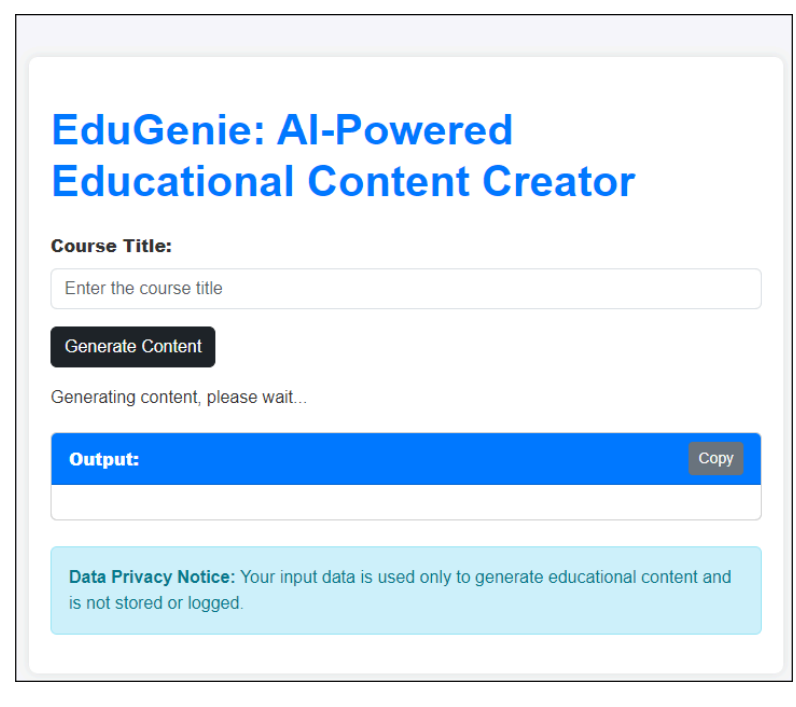 EduGenie: AI-Powered
Educational Content Creator
Course Title:
Enter the course title
Generate Content
Generating content, please wait...
Output:
Copy
Data Privacy Notice: Your input data is used only to generate educational content and
is not stored or logged.